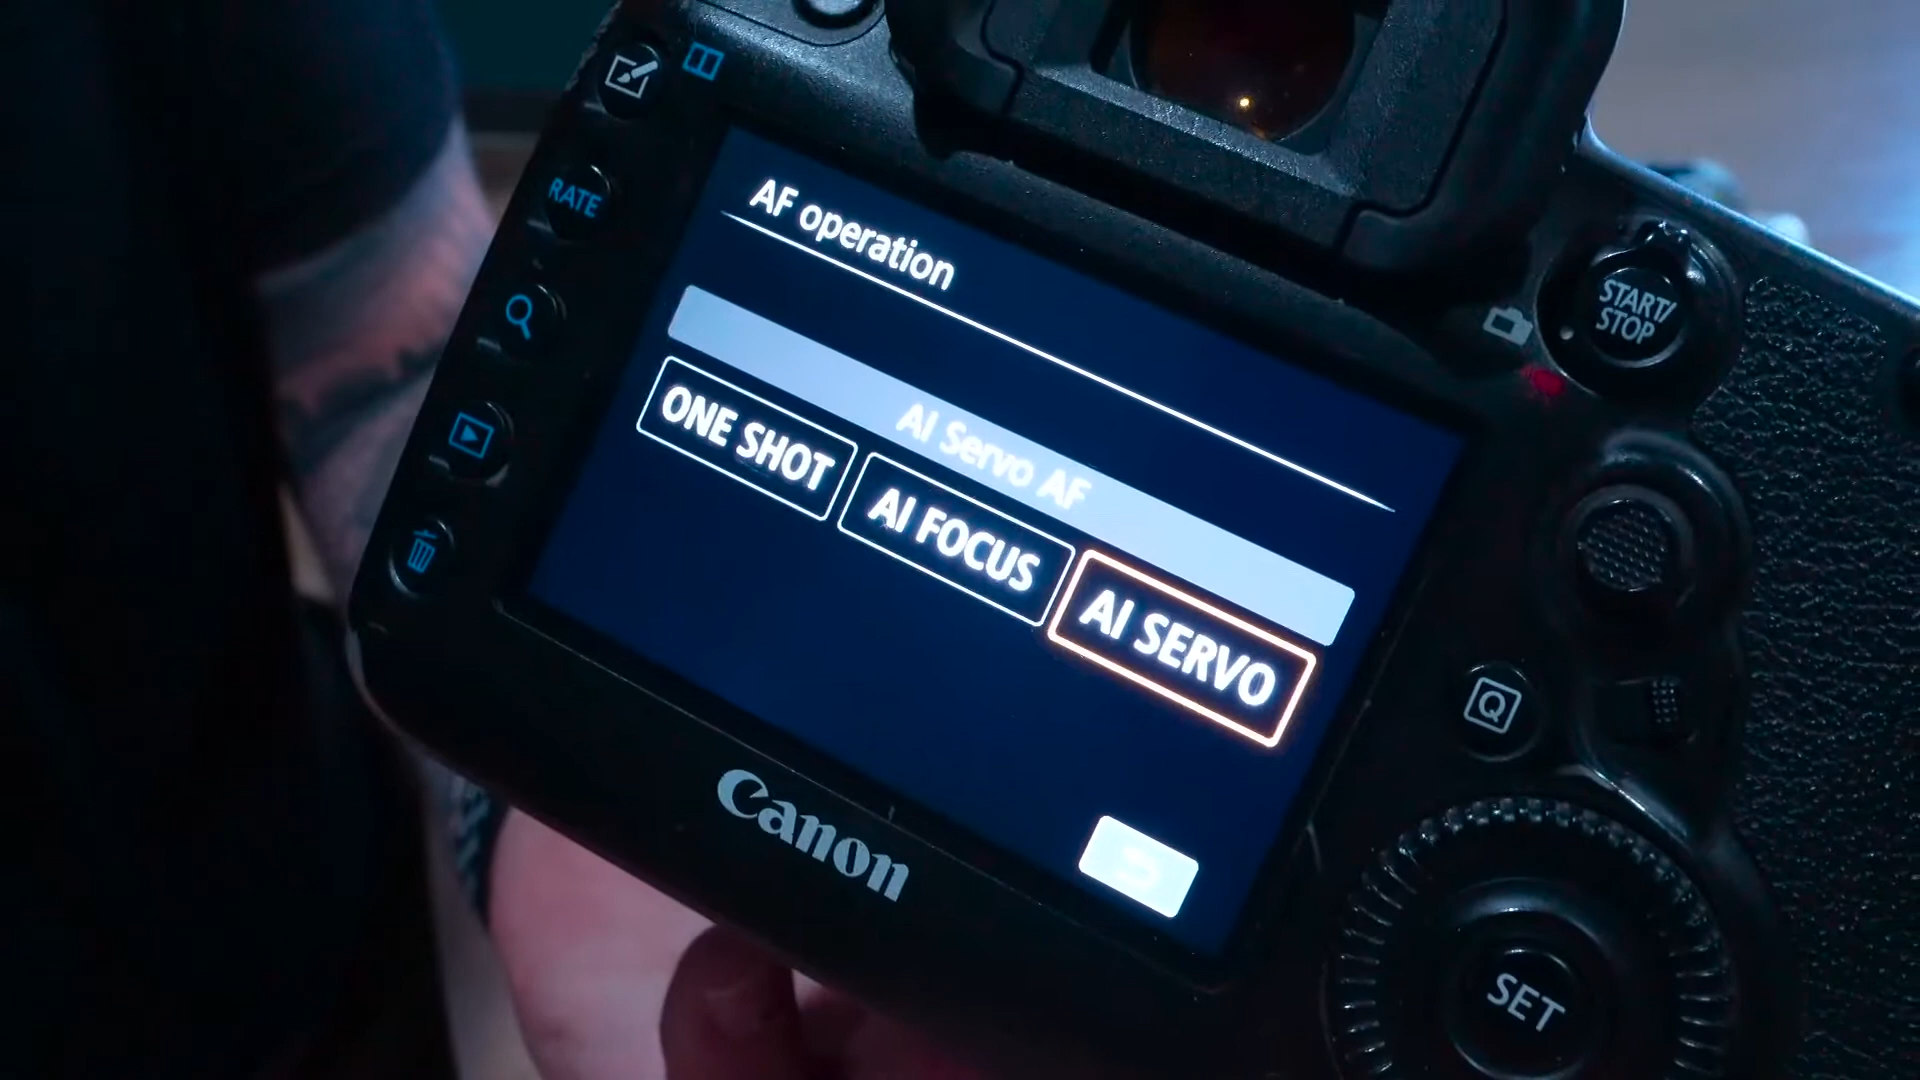 RATE
AF operation
AI Servo AF
ONE SHOT
AI FOCUS
AI SERVO
Canon
START/
STOP
Q
SET